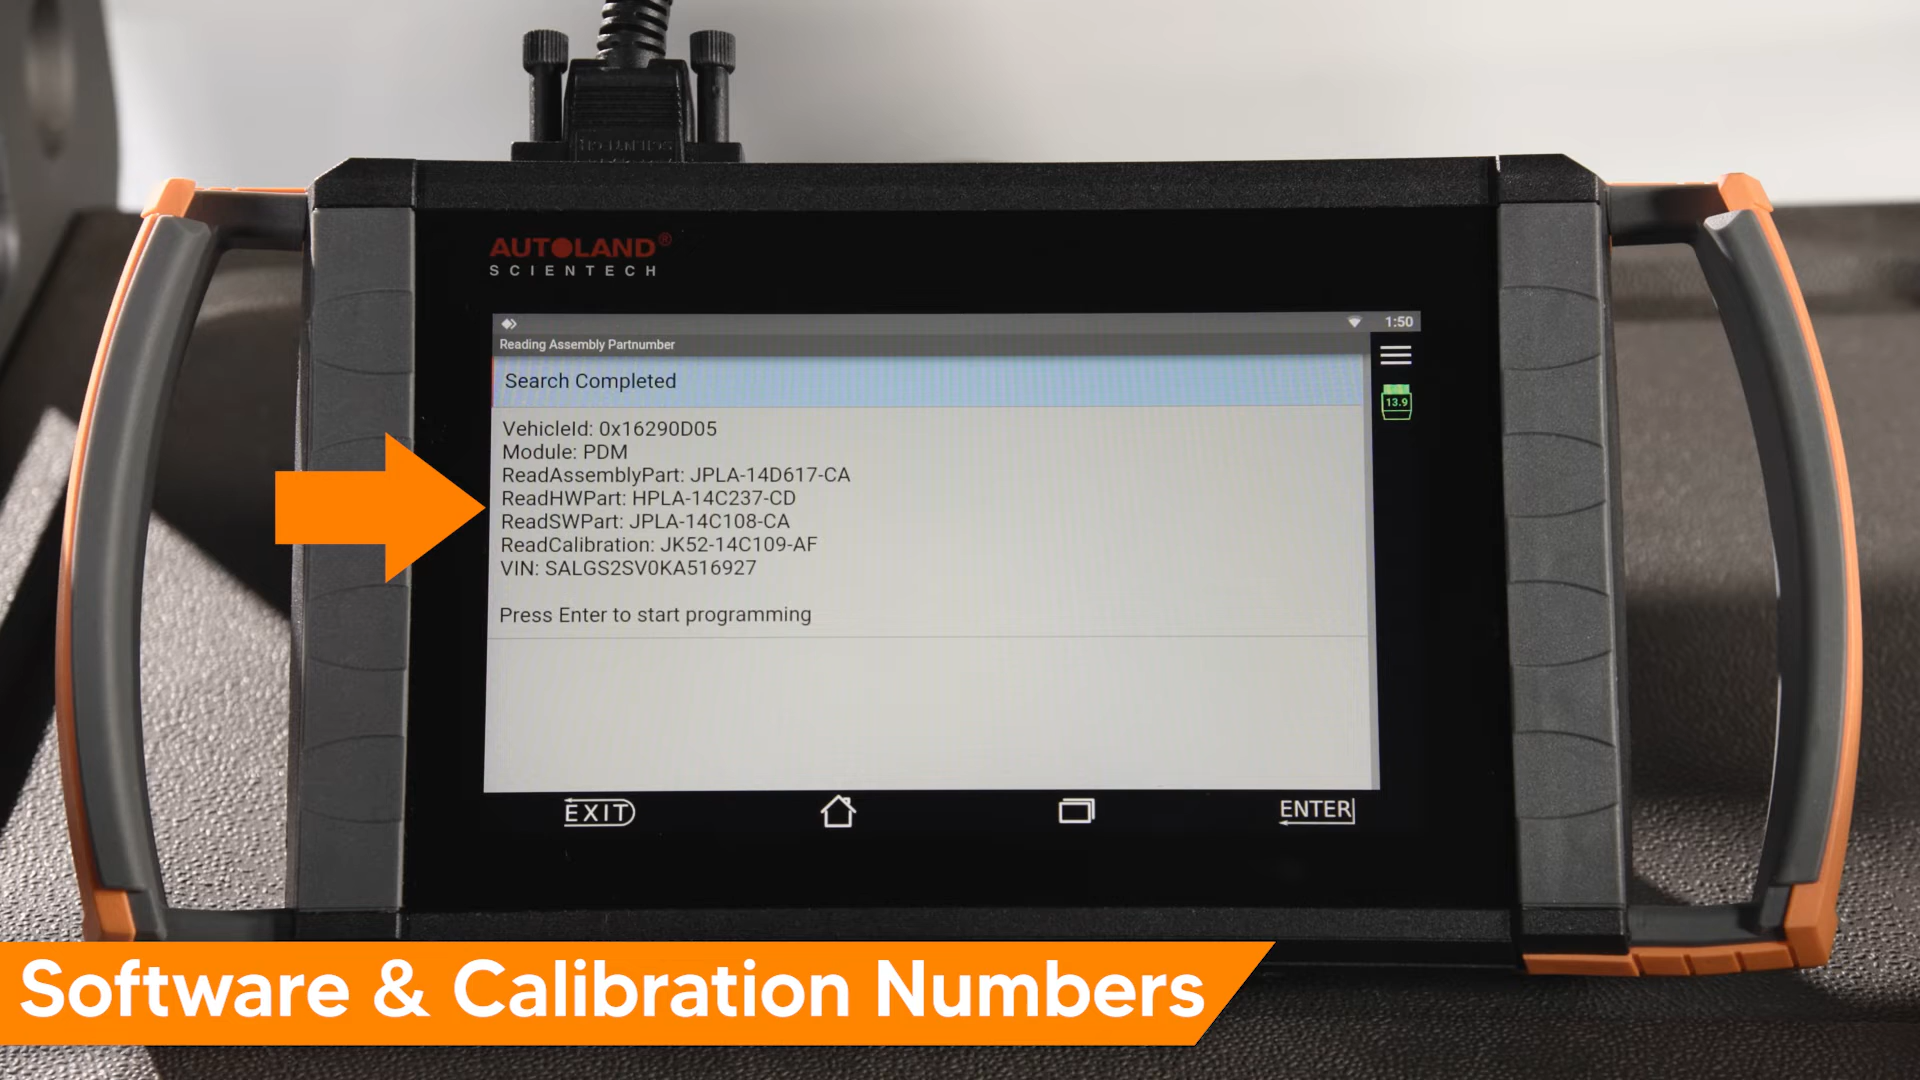 AUTOLAND®
SCIENTECH
1:50
Reading Assembly Partnumber
Search Completed
13.9
VehicleId: 0x16290D05
Module: PDM
ReadAssemblyPart: JPLA-14D617-CA
ReadHWPart: HPLA-14C237-CD
ReadSWPart: JPLA-14C108-CA
ReadCalibration: JK52-14C109-AF
VIN: SALGS2SV0KA516927
Press Enter to start programming
EXIT
ENTER
Software & Calibration Numbers